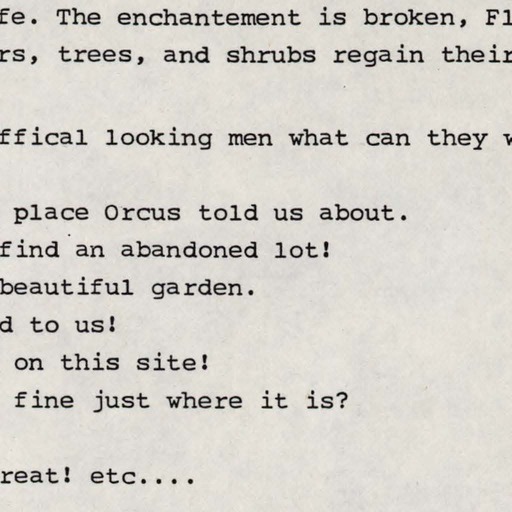 fe. The enchantement is broken, Fl
rs, trees, and shrubs regain their
ffical looking men what can they w
place Orcus told us about.
find an abandoned lot!
beautiful garden.
d to us!
on this site!
fine just where it is?
reat! etc....